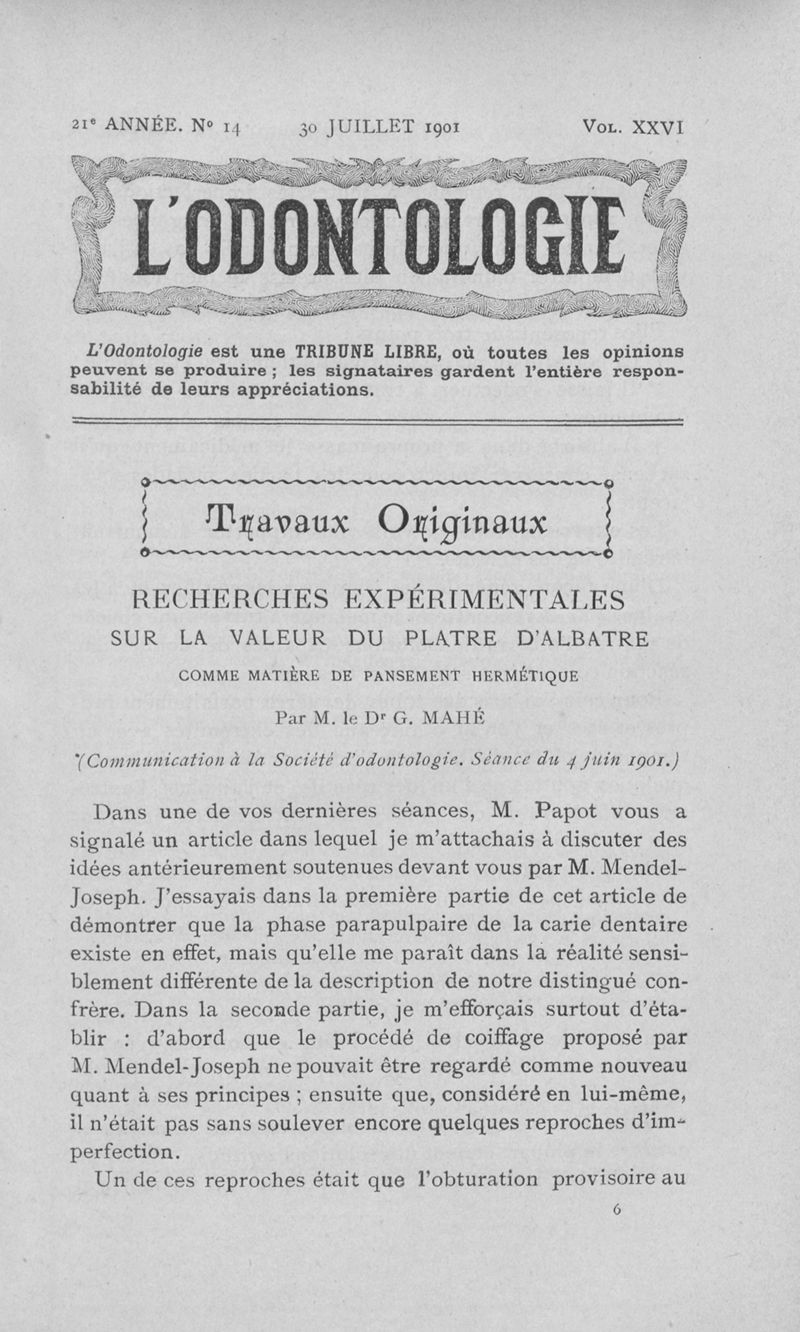 21e ANNÉE. No 14 30 JUILLET 1901 VOL. XXVI
L'ODONTOLOGIE
L'Odontologie est une TRIBUNE LIBRE, où toutes les opinions
peuvent se produire ; les signataires gardent l'entière respon-
sabilité de leurs appréciations.
Travaux Originaux
RECHERCHES EXPÉRIMENTALES
SUR LA VALEUR DU PLATRE D'ALBATRE
COMME MATIÈRE DE PANSEMENT HERMÉTIQUE
Par M. le Dr G. MAHÉ
(Communication à la Société d'odontologie. Séance du 4 juin 1901.)
Dans une de vos dernières séances, M. Papot vous a
signalé un article dans lequel je m'attachais à discuter des
idées antérieurement soutenues devant vous par M. Mendel-
Joseph. J'essayais dans la première partie de cet article de
démontrer que la phase parapulpaire de la carie dentaire
existe en effet, mais qu'elle me paraît dans la réalité sensi-
blement différente de la description de notre distingué con-
frère. Dans la seconde partie, je m'efforçais surtout d'éta-
blir : d'abord que le procédé de coiffage proposé par
M. Mendel-Joseph ne pouvait être regardé comme nouveau
quant à ses principes ; ensuite que, considéré en lui-même,
il n'était pas sans soulever encore quelques reproches d'im-
perfection.
Un de ces reproches était que l'obturation provisoire au
6